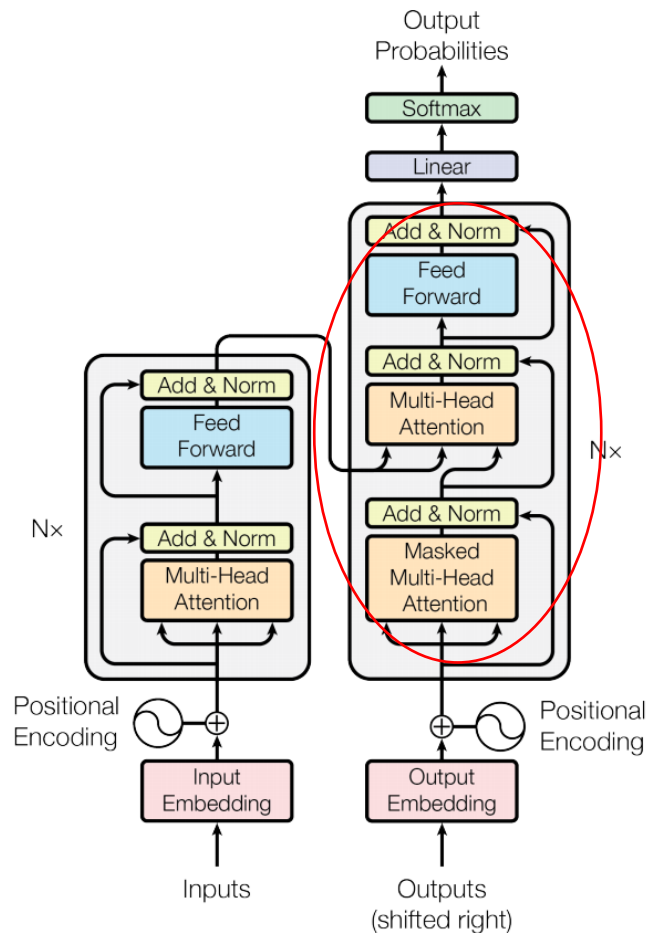 Output
Probabilities
Softmax
Linear
Add & Norm
Feed
Forward
Add & Norm
Multi-Head
Attention
Add & Norm
Masked
Multi-Head
Attention
N×
Add & Norm
Feed
Forward
Add & Norm
Multi-Head
Attention
N×
Positional
Encoding
Positional
Encoding
Input
Embedding
Output
Embedding
Inputs
Outputs
(shifted right)